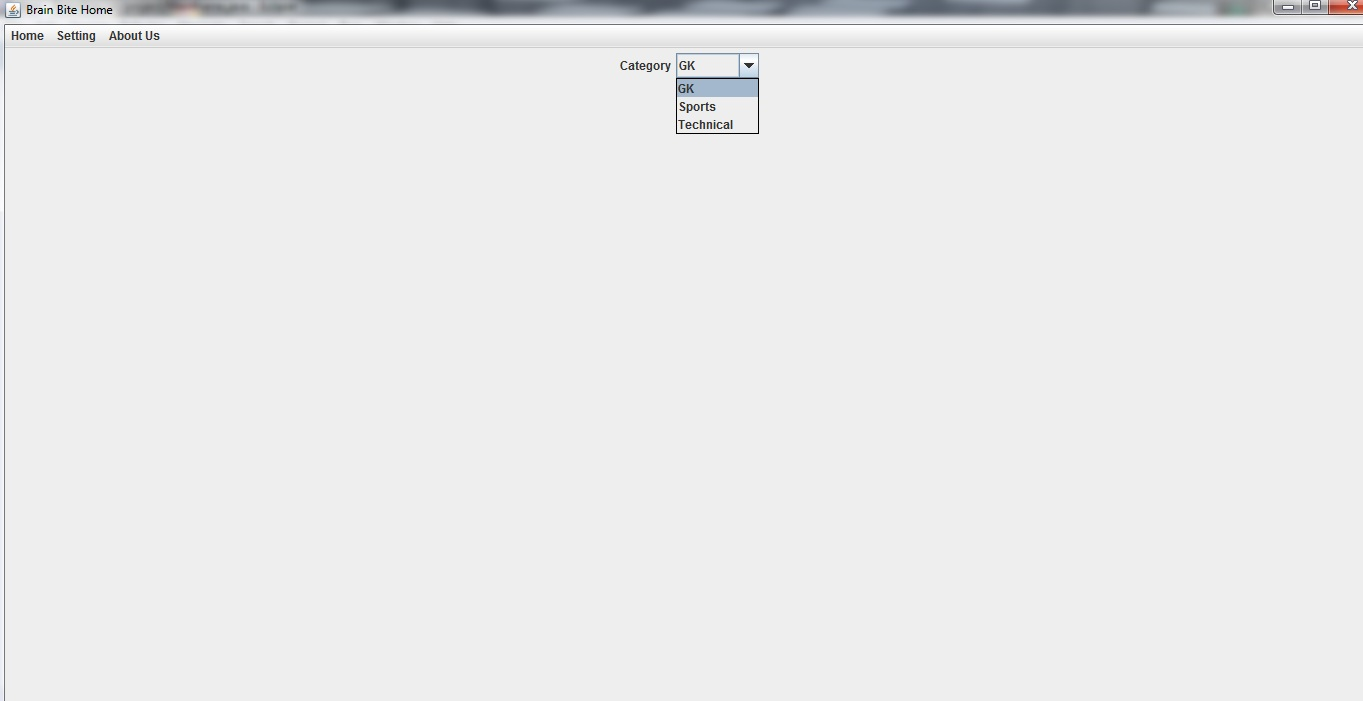 Brain Bite Home
Home Setting About Us
Category GK
GK
Sports
Technical